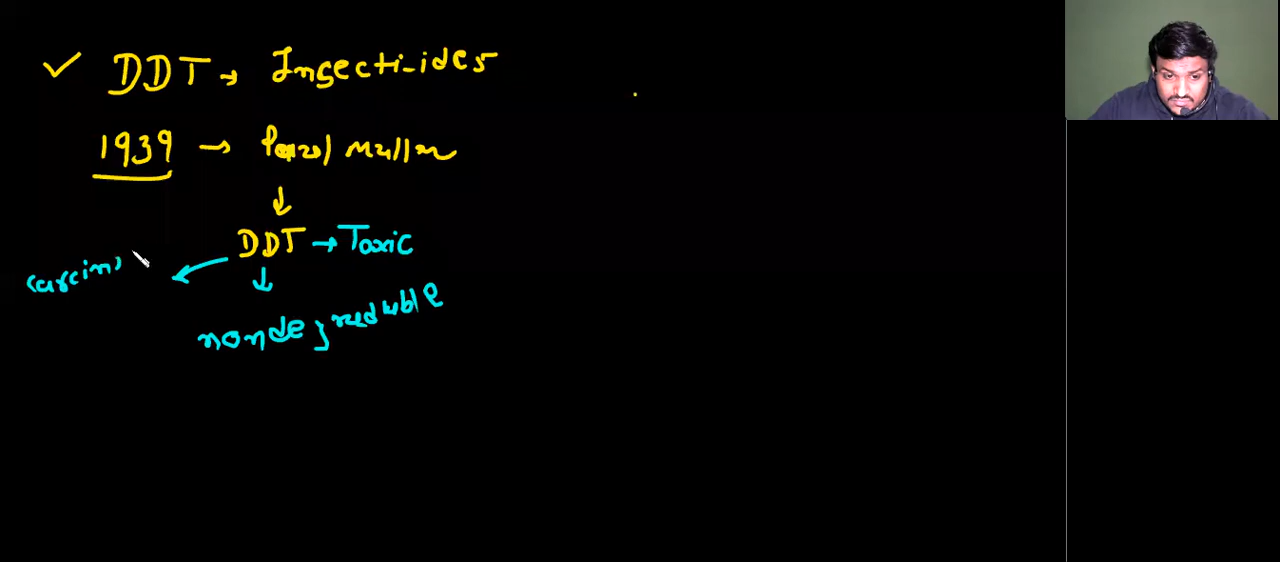 ✓ DDT → Insecticides
1939 → Paul muller
↓
DDT → Toxic
← carcino
↓
nondegradable